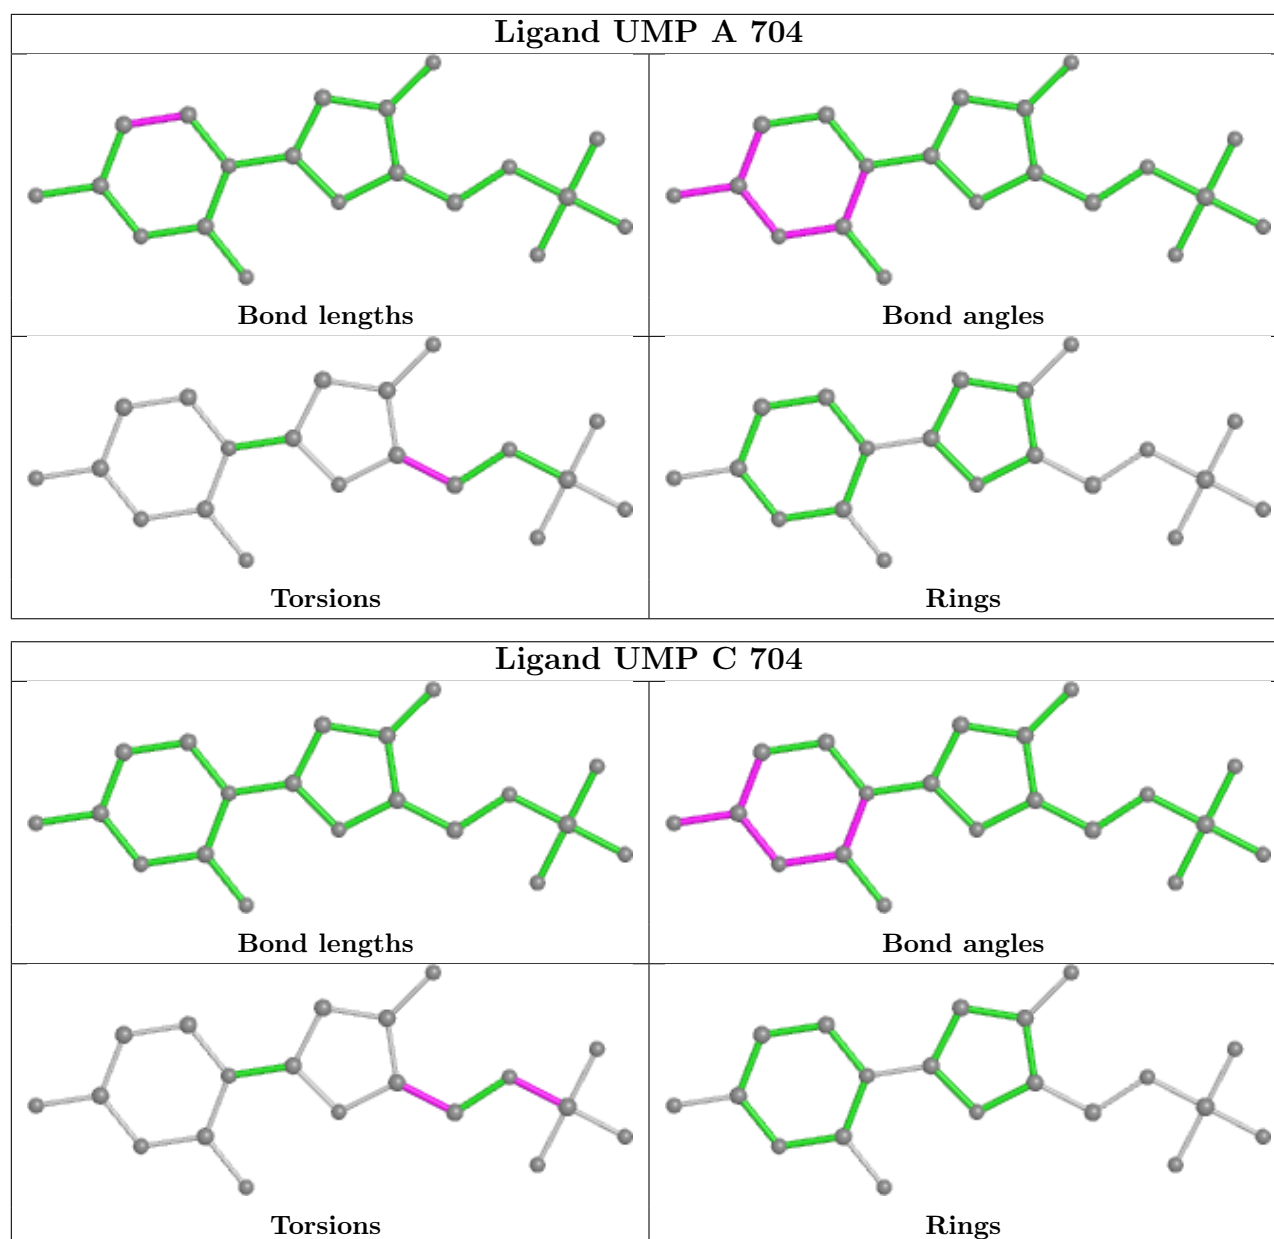 Ligand UMP A 704
Bond lengths
Bond angles
Torsions
Rings
Ligand UMP C 704
Bond lengths
Bond angles
Torsions
Rings